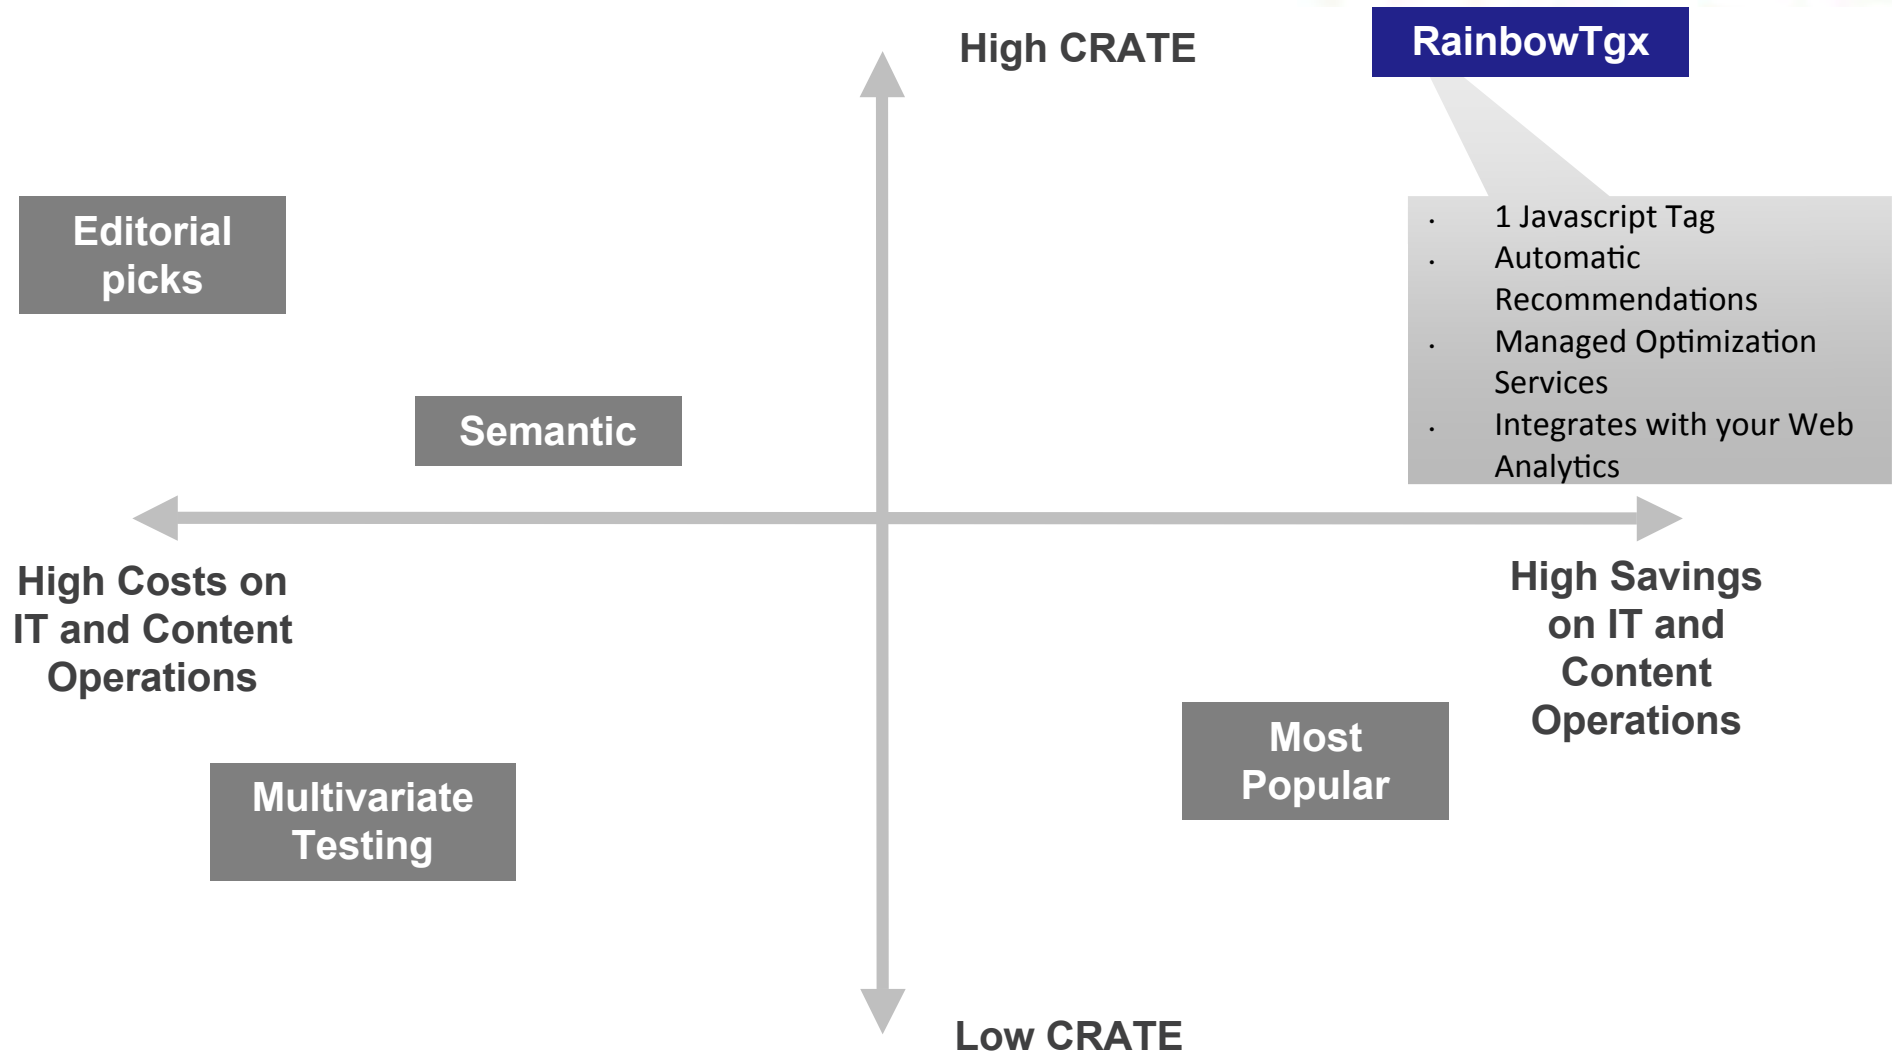 High CRATE
RainbowTgx
Editorial
picks
· 1 Javascript Tag
· Automatic
Recommendations
· Managed Optimization
Services
· Integrates with your Web
Analytics
Semantic
High Costs on
IT and Content
Operations
High Savings
on IT and
Content
Operations
Most
Popular
Multivariate
Testing
Low CRATE